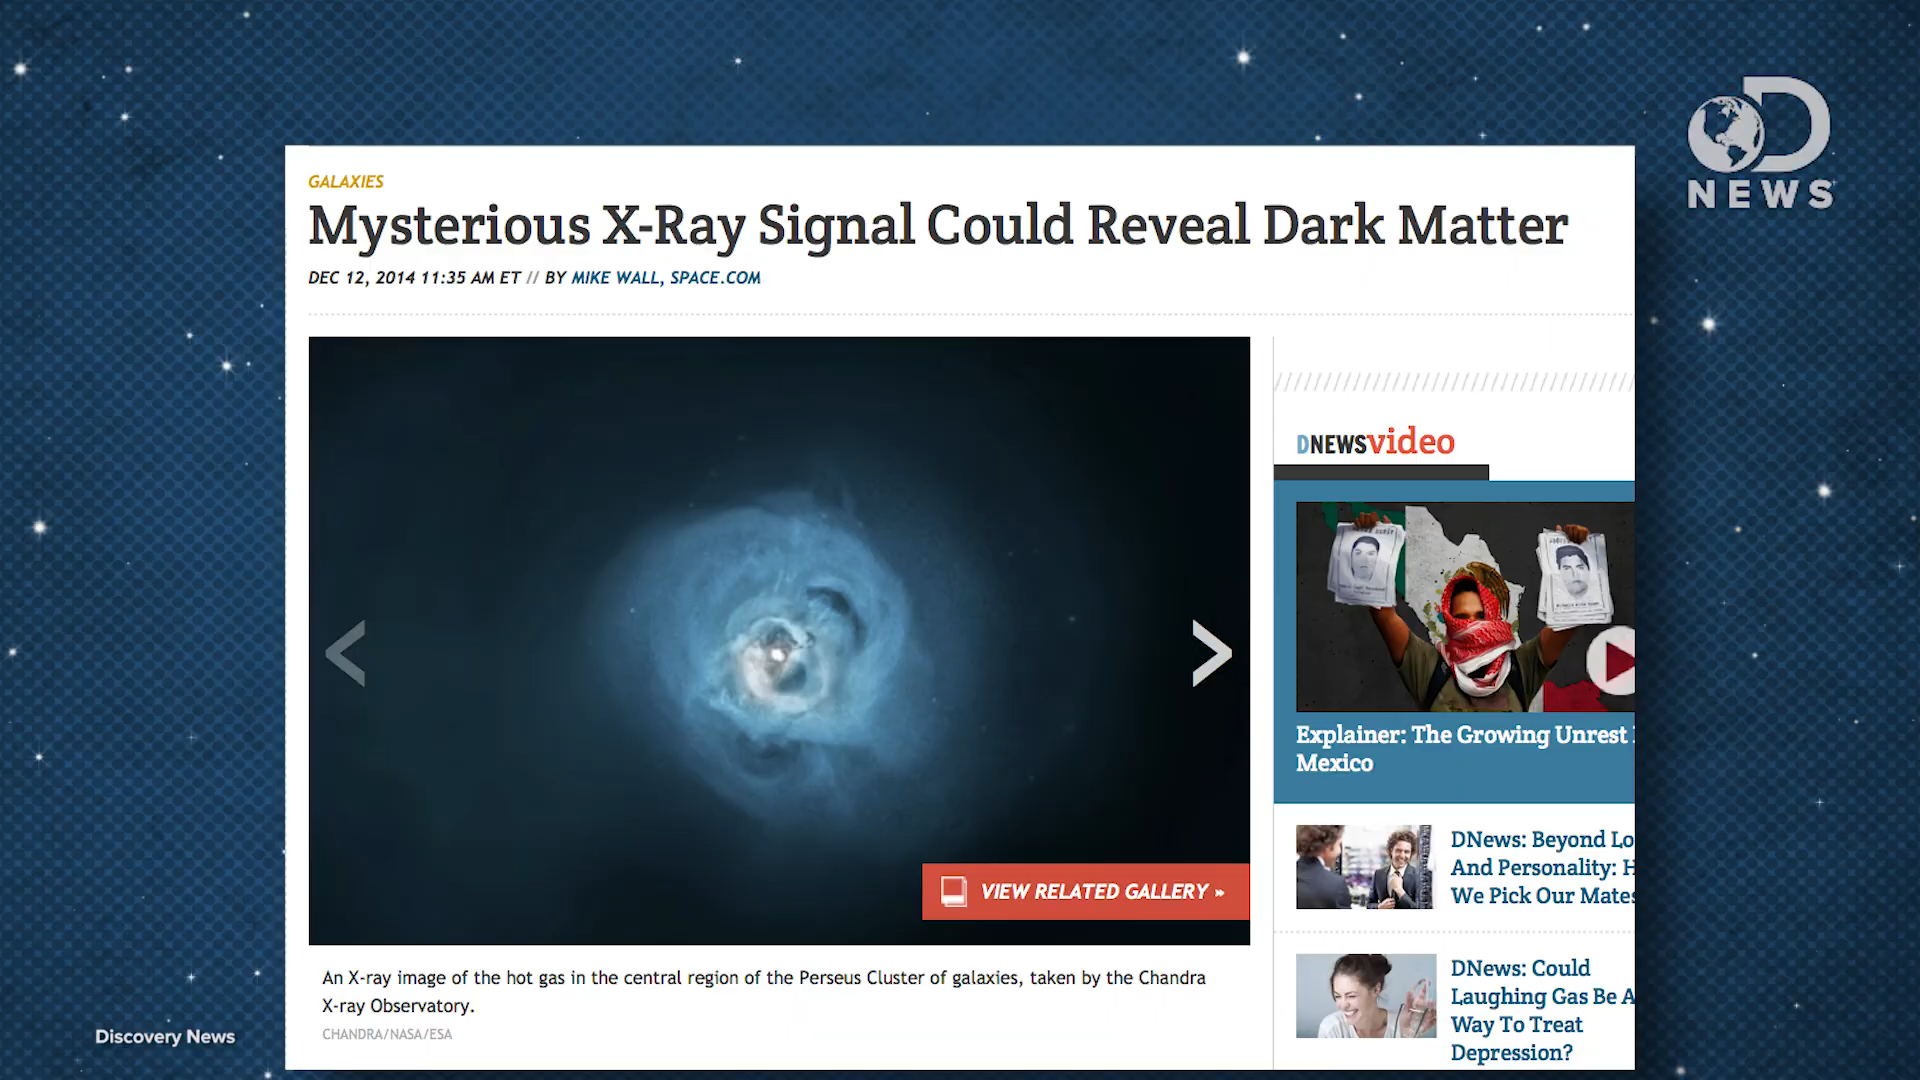 D
NEWS
GALAXIES
Mysterious X-Ray Signal Could Reveal Dark Matter
DEC 12, 2014 11:35 AM ET // BY MIKE WALL, SPACE.COM
VIEW RELATED GALLERY »
An X-ray image of the hot gas in the central region of the Perseus Cluster of galaxies, taken by the Chandra
X-ray Observatory.
CHANDRA/NASA/ESA
DNEWSvideo
Explainer: The Growing Unrest
Mexico
DNews: Beyond Lo
And Personality: H
We Pick Our Mates
DNews: Could
Laughing Gas Be A
Way To Treat
Depression?
Discovery News